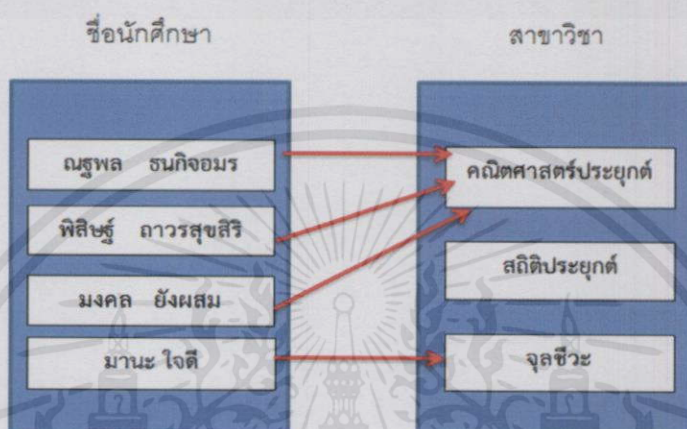 ชื่อนักศึกษา
สาขาวิชา
ณฐพล ธนกิจอมร
พิสิษฐ์ ถาวรสุขสิริ
มงคล ยังผสม
มานะ ใจดี
คณิตศาสตร์ประยุกต์
สถิติประยุกต์
จุลชีวะ